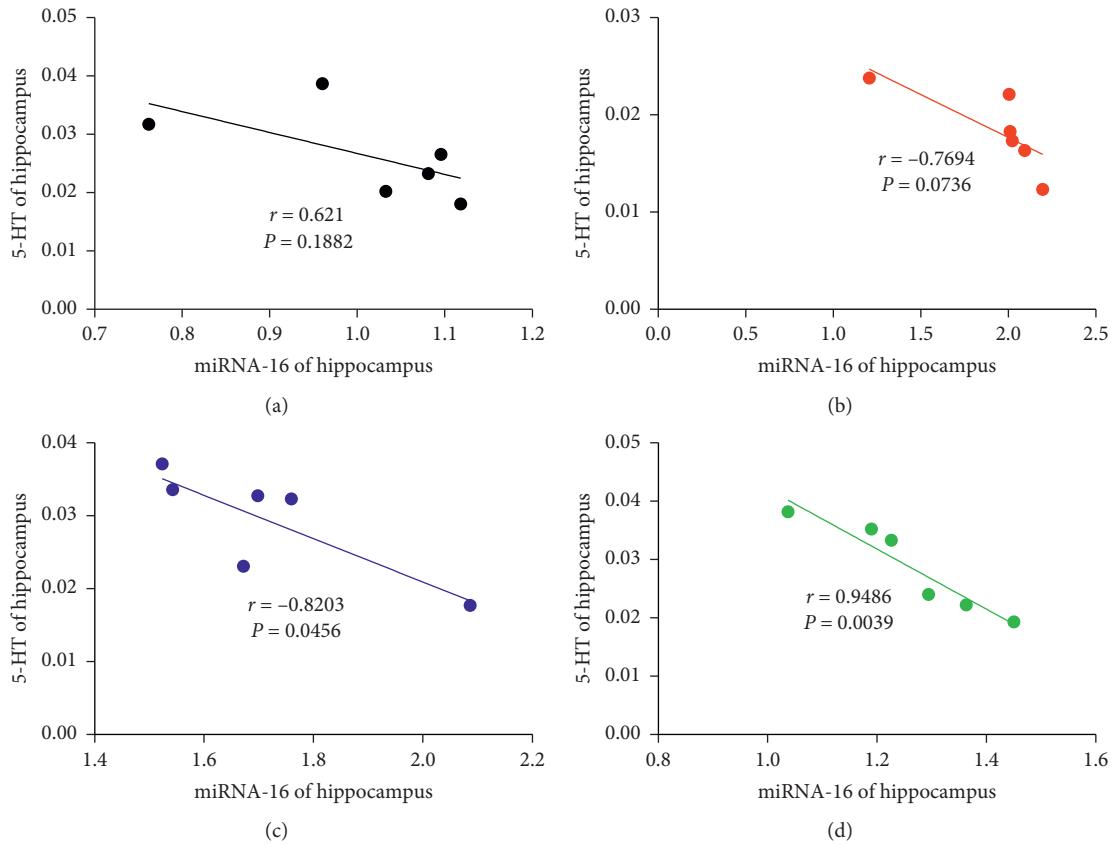 0.05
0.04
0.03
0.02
0.01
0.00
5-HT of hippocampus
r = 0.621
P = 0.1882
0.7 0.8 0.9 1.0 1.1 1.2
miRNA-16 of hippocampus
(a)
0.03
0.02
0.01
0.00
5-HT of hippocampus
r = –0.7694
P = 0.0736
0.0 0.5 1.0 1.5 2.0 2.5
miRNA-16 of hippocampus
(b)
0.04
0.03
0.02
0.01
0.00
5-HT of hippocampus
r = –0.8203
P = 0.0456
1.4 1.6 1.8 2.0 2.2
miRNA-16 of hippocampus
(c)
0.05
0.04
0.03
0.02
0.01
0.00
5-HT of hippocampus
r = 0.9486
P = 0.0039
0.8 1.0 1.2 1.4 1.6
miRNA-16 of hippocampus
(d)